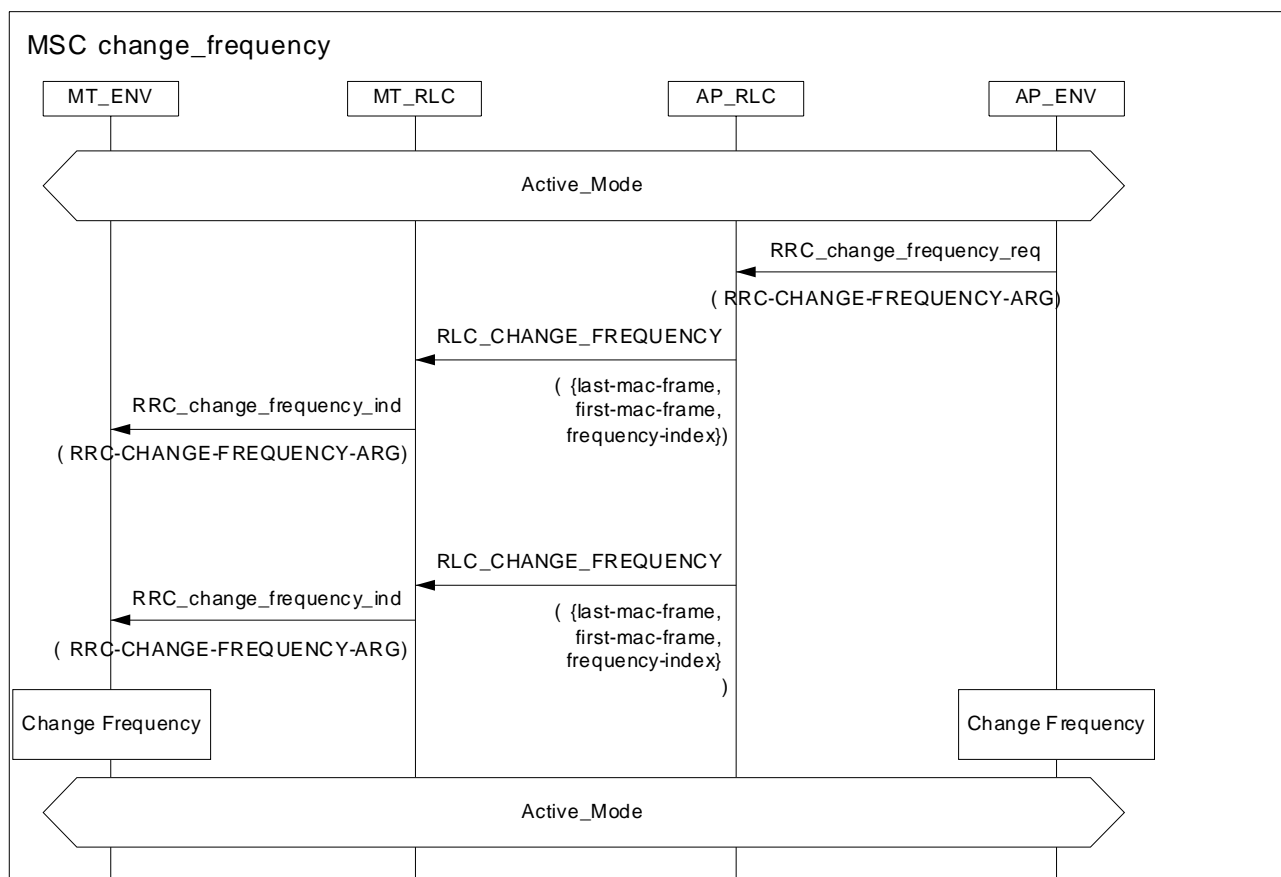 MSC change_frequency
MT_ENV
MT_RLC
AP_RLC
AP_ENV
Active_Mode
RRC_change_frequency_req
( RRC-CHANGE-FREQUENCY-ARG)
RLC_CHANGE_FREQUENCY
( {last-mac-frame,
first-mac-frame,
frequency-index})
RRC_change_frequency_ind
( RRC-CHANGE-FREQUENCY-ARG)
RLC_CHANGE_FREQUENCY
( {last-mac-frame,
first-mac-frame,
frequency-index}
)
RRC_change_frequency_ind
( RRC-CHANGE-FREQUENCY-ARG)
Change Frequency
Change Frequency
Active_Mode